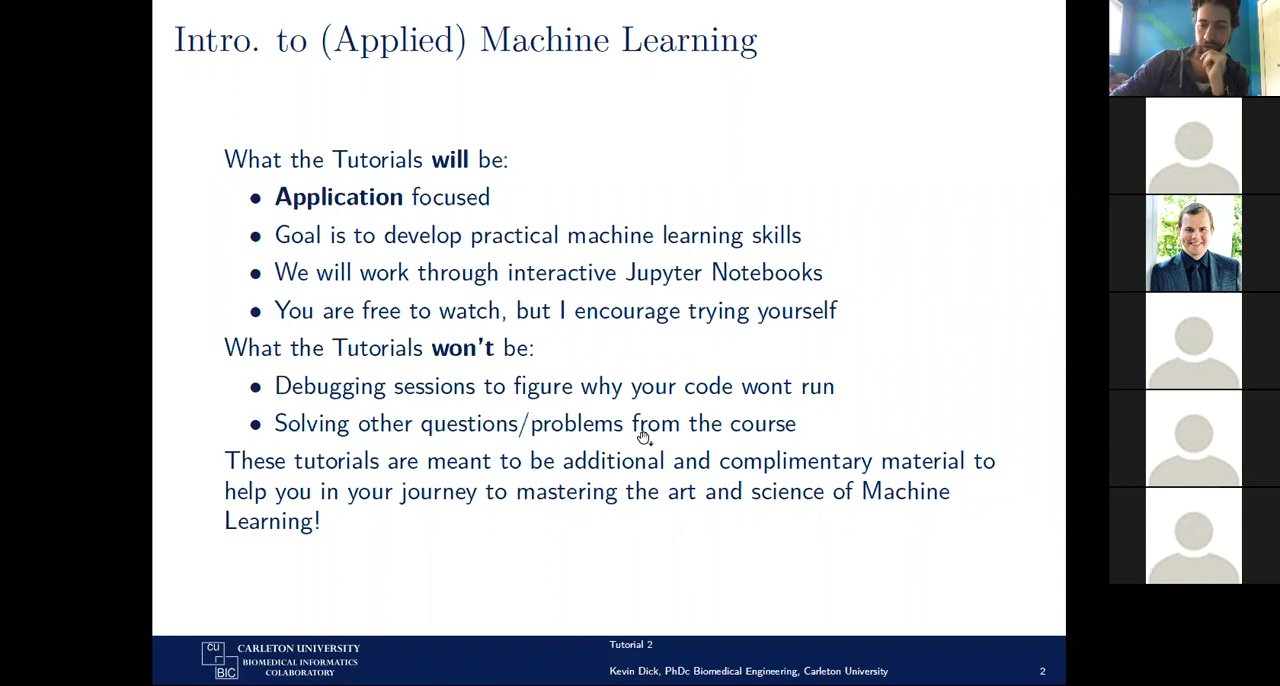 Intro. to (Applied) Machine Learning
What the Tutorials will be:
• Application focused
• Goal is to develop practical machine learning skills
• We will work through interactive Jupyter Notebooks
• You are free to watch, but I encourage trying yourself
What the Tutorials won't be:
• Debugging sessions to figure why your code wont run
• Solving other questions/problems from the course
These tutorials are meant to be additional and complimentary material to
help you in your journey to mastering the art and science of Machine
Learning!
CU
BIC
CARLETON UNIVERSITY
BIOMEDICAL INFORMATICS
COLABORATORY
Tutorial 2
Kevin Dick, PhDc Biomedical Engineering, Carleton University
2